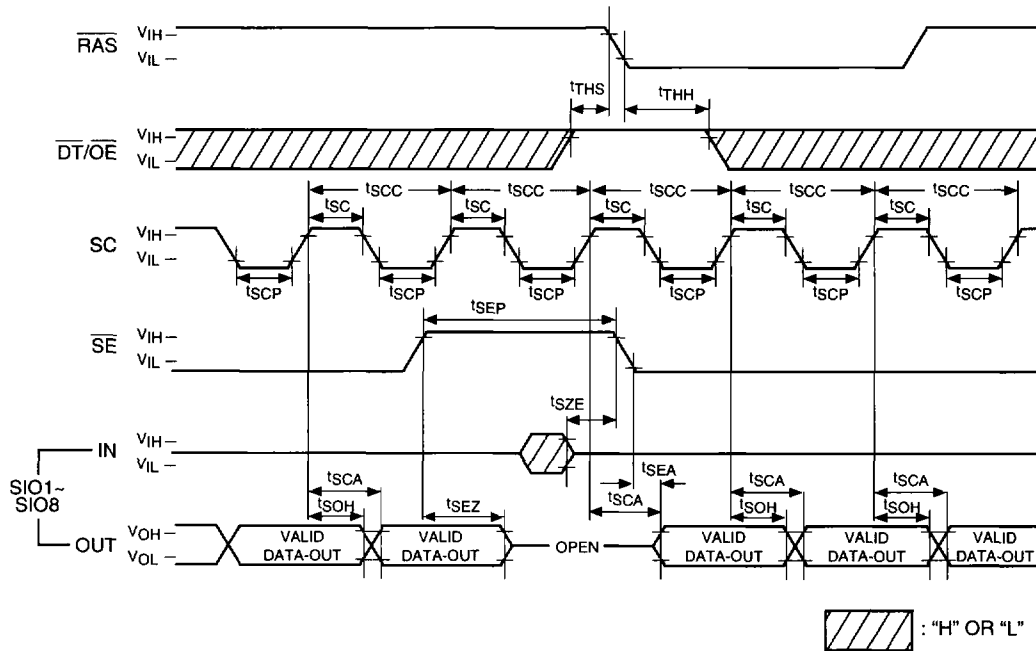 RAS
VIH
VIL
tTHS
tTHH
DT/OE
VIH
VIL
tSCC tSCC tSCC tSCC tSCC
tSC tSC tSC tSC tSC
SC
VIH
VIL
tSCP tSCP tSCP tSCP tSCP tSCP
tSEP
SE
VIH
VIL
tSZE
IN
VIH
VIL
tSEA
SIO1~
SIO8
tSCA tSCA tSCA tSCA
tSOH tSEZ tSOH tSOH
OUT
VOH
VOL
VALID
DATA-OUT
VALID
DATA-OUT
OPEN
VALID
DATA-OUT
VALID
DATA-OUT
VALID
DATA-OUT
: "H" OR "L"